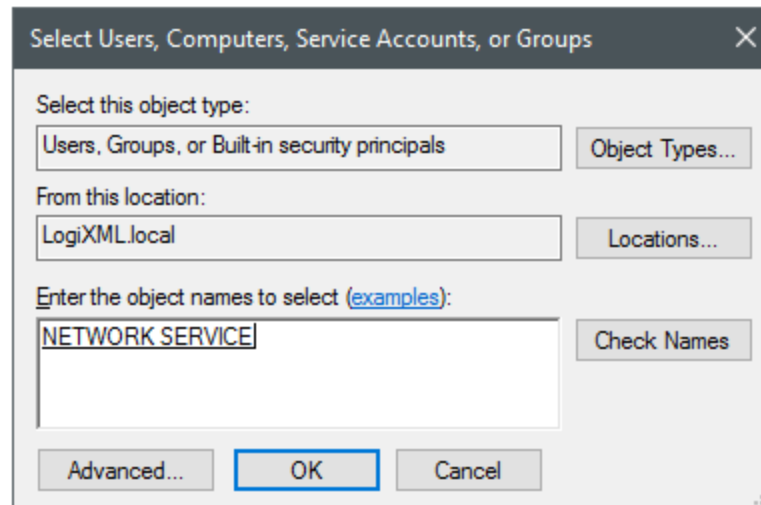 Select Users, Computers, Service Accounts, or Groups
Select this object type:
Users, Groups, or Built-in security principals
Object Types...
From this location:
LogiXML.local
Locations...
Enter the object names to select (examples):
NETWORK SERVICE
Check Names
Advanced...
OK
Cancel